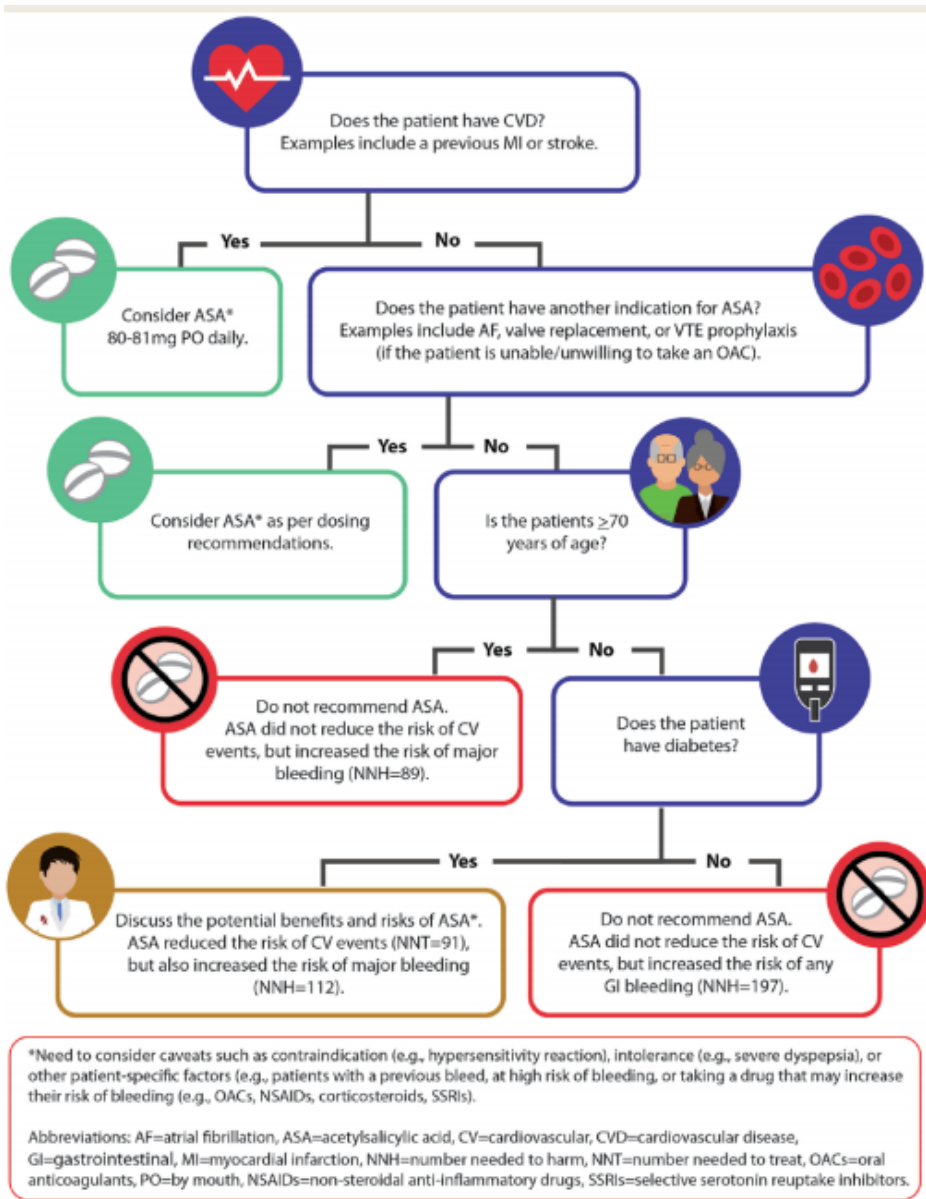 Does the patient have CVD?
Examples include a previous MI or stroke.
Yes
No
Consider ASA*
80-81mg PO daily.
Does the patient have another indication for ASA?
Examples include AF, valve replacement, or VTE prophylaxis
(if the patient is unable/unwilling to take an OAC).
Yes
No
Consider ASA* as per dosing
recommendations.
Is the patients ≥70
years of age?
Yes
No
Do not recommend ASA.
ASA did not reduce the risk of CV
events, but increased the risk of major
bleeding (NNH=89).
Does the patient
have diabetes?
Yes
No
Discuss the potential benefits and risks of ASA*.
ASA reduced the risk of CV events (NNT=91),
but also increased the risk of major bleeding
(NNH=112).
Do not recommend ASA.
ASA did not reduce the risk of CV
events, but increased the risk of any
GI bleeding (NNH=197).
*Need to consider caveats such as contraindication (e.g., hypersensitivity reaction), intolerance (e.g., severe dyspepsia), or
other patient-specific factors (e.g., patients with a previous bleed, at high risk of bleeding, or taking a drug that may increase
their risk of bleeding (e.g., OACs, NSAIDs, corticosteroids, SSRIs).
Abbreviations: AF=atrial fibrillation, ASA=acetylsalicylic acid, CV=cardiovascular, CVD=cardiovascular disease,
GI=gastrointestinal, MI=myocardial infarction, NNH=number needed to harm, NNT=number needed to treat, OACs=oral
anticoagulants, PO=by mouth, NSAIDs=non-steroidal anti-inflammatory drugs, SSRIs=selective serotonin reuptake inhibitors.